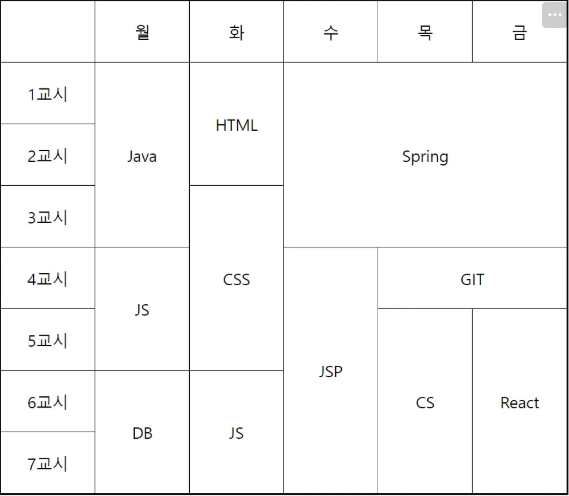 월 화 수 목 금
1교시
HTML
2교시 Java Spring
3교시
4교시 CSS GIT
JS
5교시
JSP
6교시 CS React
DB JS
7교시